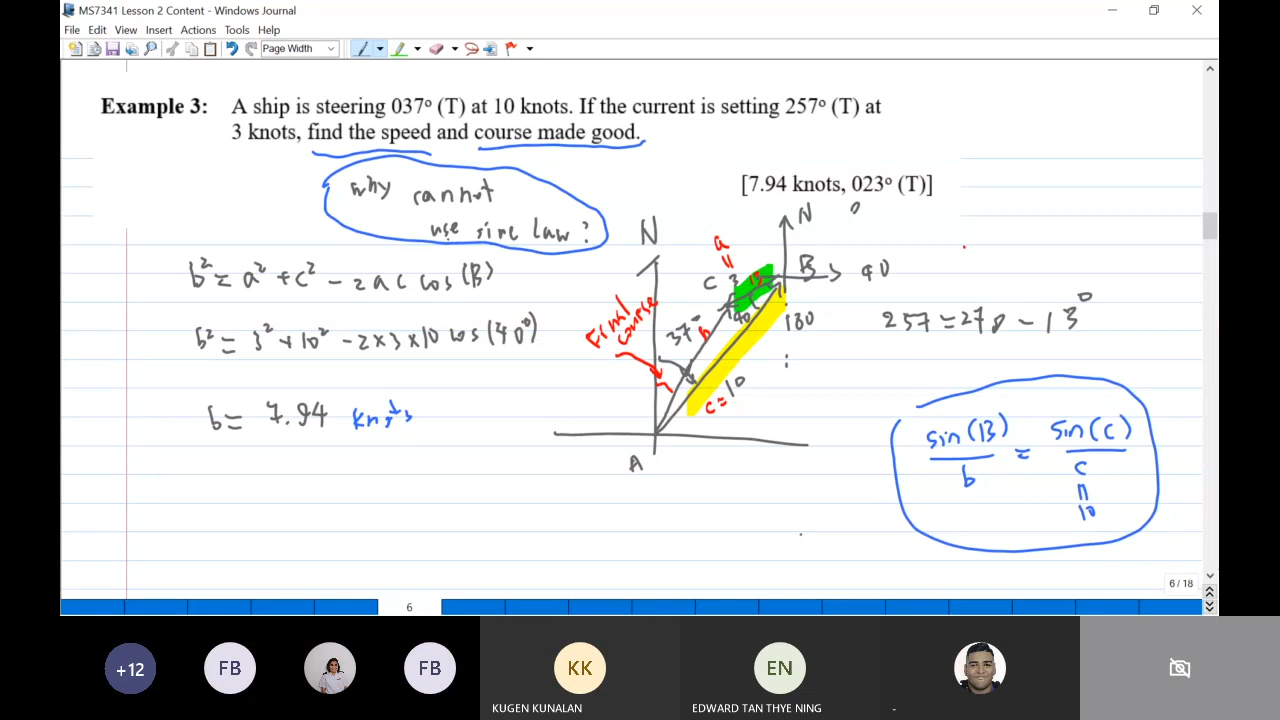 MS7341 Lesson 2 Content - Windows Journal
File Edit View Insert Actions Tools Help
Page Width
Example 3: A ship is steering 037° (T) at 10 knots. If the current is setting 257° (T) at
3 knots, find the speed and course made good.
[7.94 knots, 023° (T)]
why cannot
use sine law?
N
N 0
a
=
C 3 B
B 90
b² = a² + c² - 2ac cos(B)
Final
course
37°
b
40
180
257 = 270 - 13°
b² = 3² + 10² - 2×3×10 cos(40°)
c = 10
b = 7.94 knots
A
sin(B)
b
=
sin(C)
C
=
10
6 / 18
6
+12
FB
FB
KK
EN
KUGEN KUNALAN
EDWARD TAN THYE NING
-